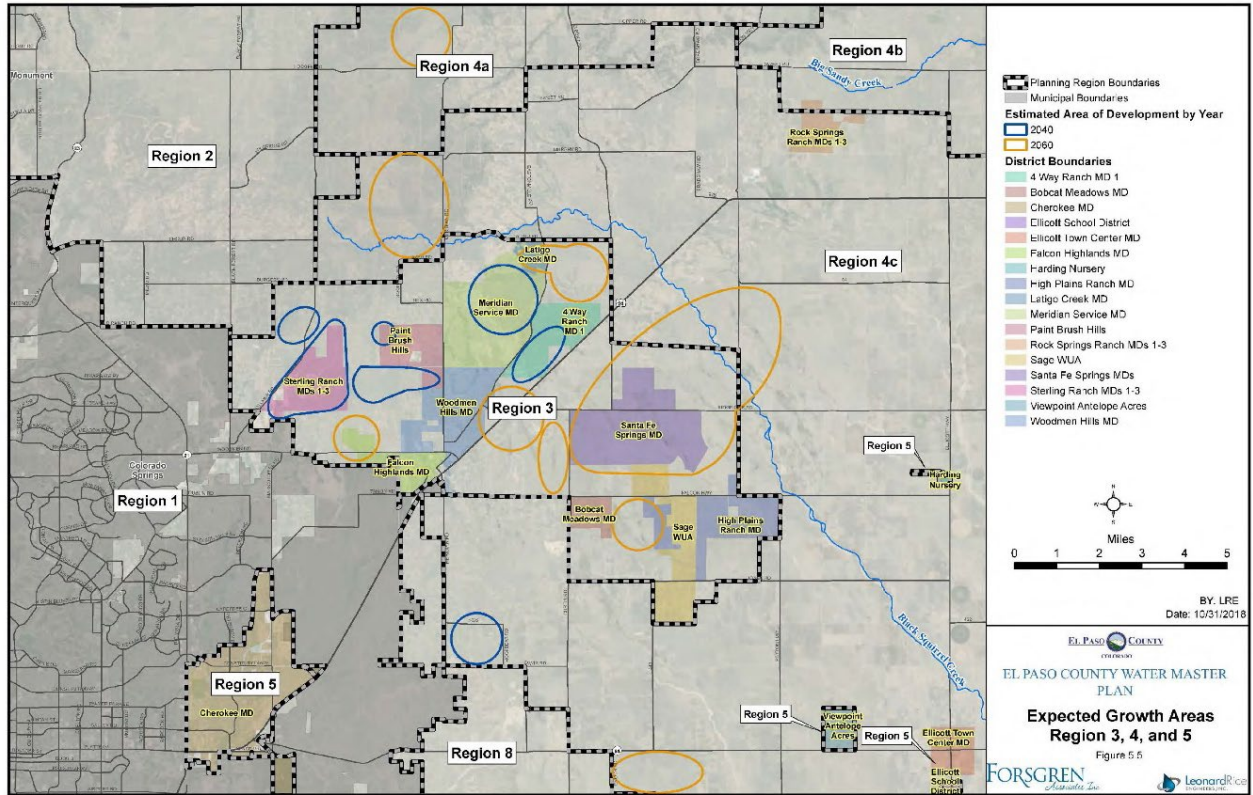 Region 4a
Region 4b
Big Sandy Creek
Monument
Region 2
Rock Springs
Ranch MDs 1-3
Latigo
Creek MD
Region 4c
Meridian
Service MD
4 Way
Ranch
MD 1
Paint
Brush
Hills
Sterling Ranch
MDs 1-3
Woodmen
Hills MD
Region 3
Santa Fe
Springs MD
Region 5
Harding
Nursery
Colorado
Springs
Falcon
Highlands MD
Region 1
Bobcat
Meadows MD
Sage
WUA
High Plains
Ranch MD
Black Squirrel Creek
Region 5
Cherokee MD
Region 8
Region 5
Viewpoint
Antelope
Acres
Region 5
Ellicott Town
Center MD
Ellicott
School
District
Planning Region Boundaries
Municipal Boundaries
Estimated Area of Development by Year
2040
2060
District Boundaries
4 Way Ranch MD 1
Bobcat Meadows MD
Cherokee MD
Ellicott School District
Ellicott Town Center MD
Falcon Highlands MD
Harding Nursery
High Plains Ranch MD
Latigo Creek MD
Meridian Service MD
Paint Brush Hills
Rock Springs Ranch MDs 1-3
Sage WUA
Santa Fe Springs MDs
Sterling Ranch MDs 1-3
Viewpoint Antelope Acres
Woodmen Hills MD
N
W
E
S
Miles
0 1 2 3 4 5
BY: LRE
Date: 10/31/2018
EL PASO COUNTY
COLORADO
EL PASO COUNTY WATER MASTER
PLAN
Expected Growth Areas
Region 3, 4, and 5
Figure 5.5
FORSGREN
Associates Inc.
LeonardRice
ENGINEERS, INC.